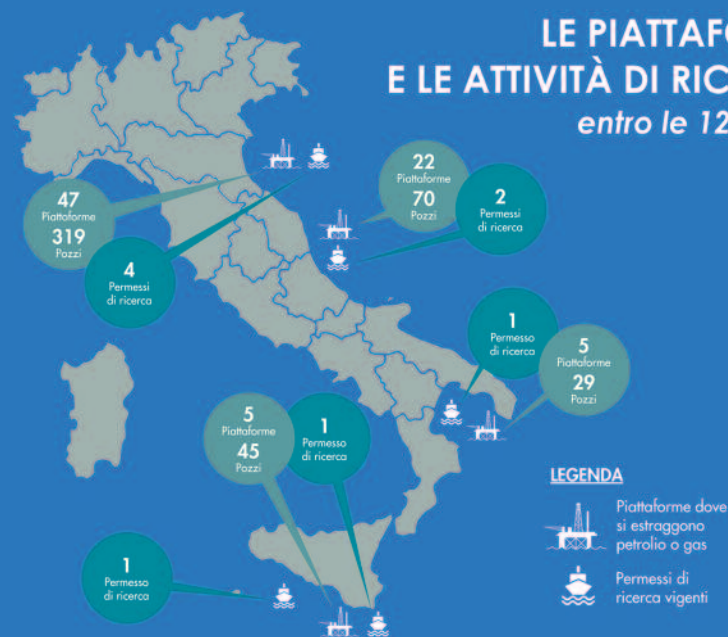 LE PIATTAFO
E LE ATTIVITÀ DI RIC
entro le 12
47
Piattaforme
319
Pozzi
4
Permessi
di ricerca
22
Piattaforme
70
Pozzi
2
Permessi
di ricerca
1
Permesso
di ricerca
5
Piattaforme
29
Pozzi
5
Piattaforme
45
Pozzi
1
Permesso
di ricerca
1
Permesso
di ricerca
LEGENDA
Piattaforme dove
si estraggono
petrolio o gas
Permessi di
ricerca vigenti